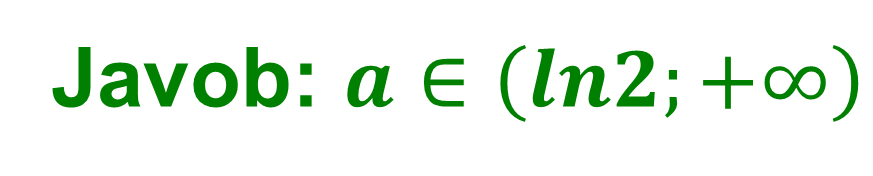 Javob: a ∈ (ln2; +∞)